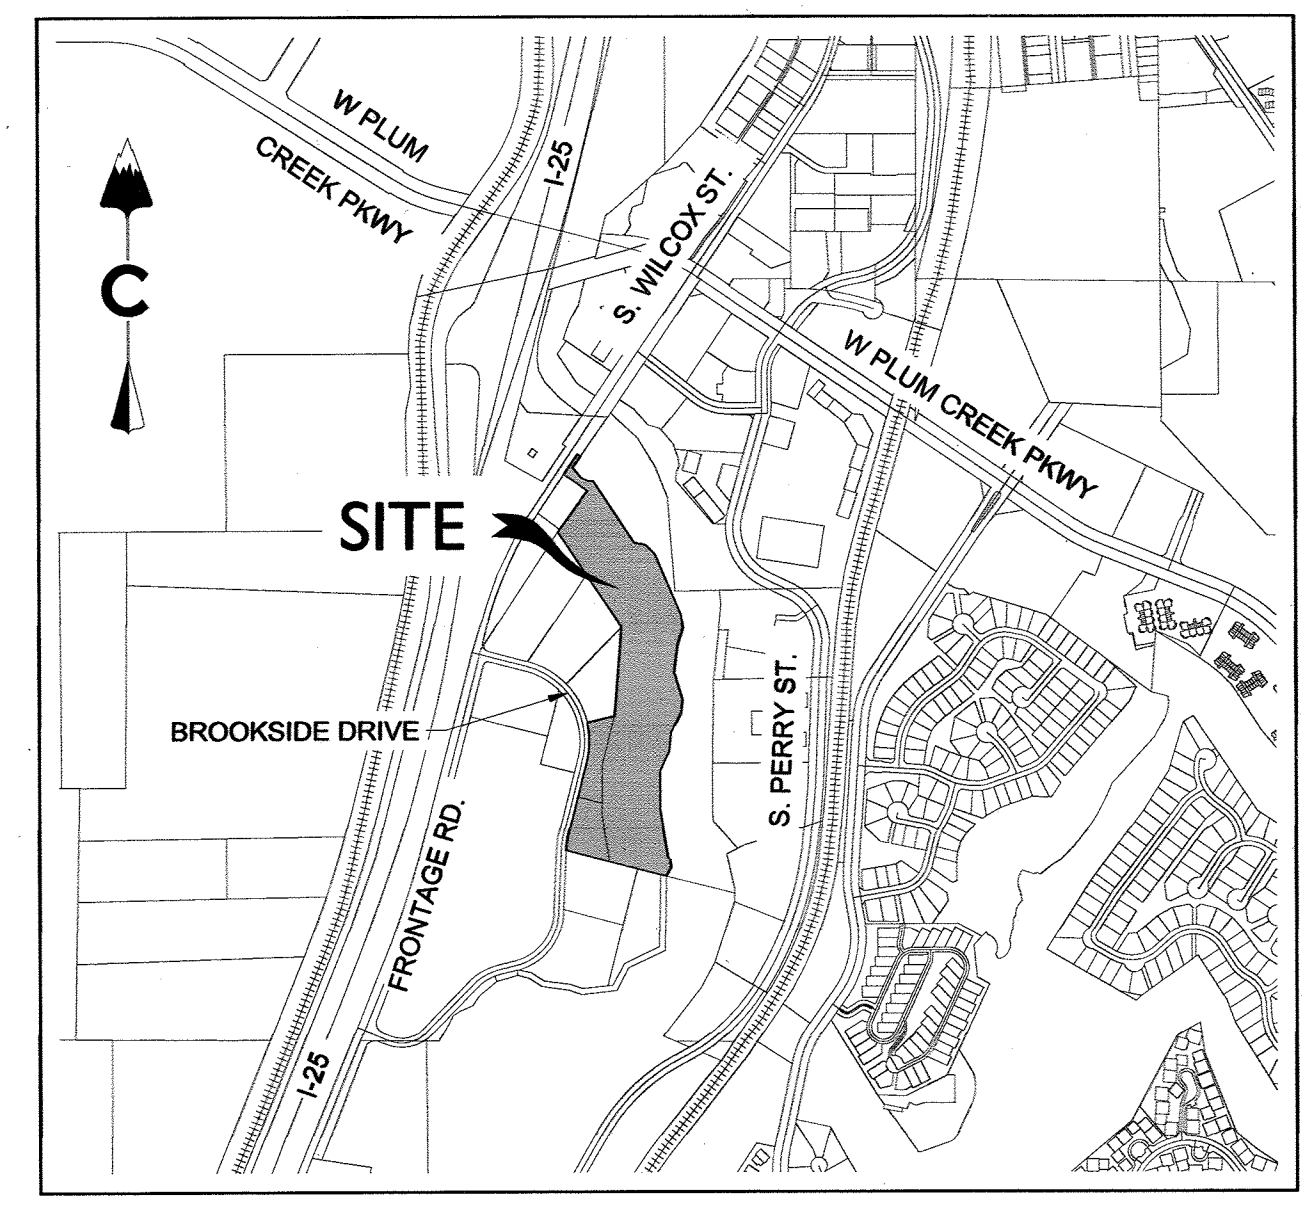 W PLUM
CREEK PKWY
I-25
S. WILCOX ST.
C
W PLUM CREEK PKWY
SITE
BROOKSIDE DRIVE
S. PERRY ST.
FRONTAGE RD.
I-25